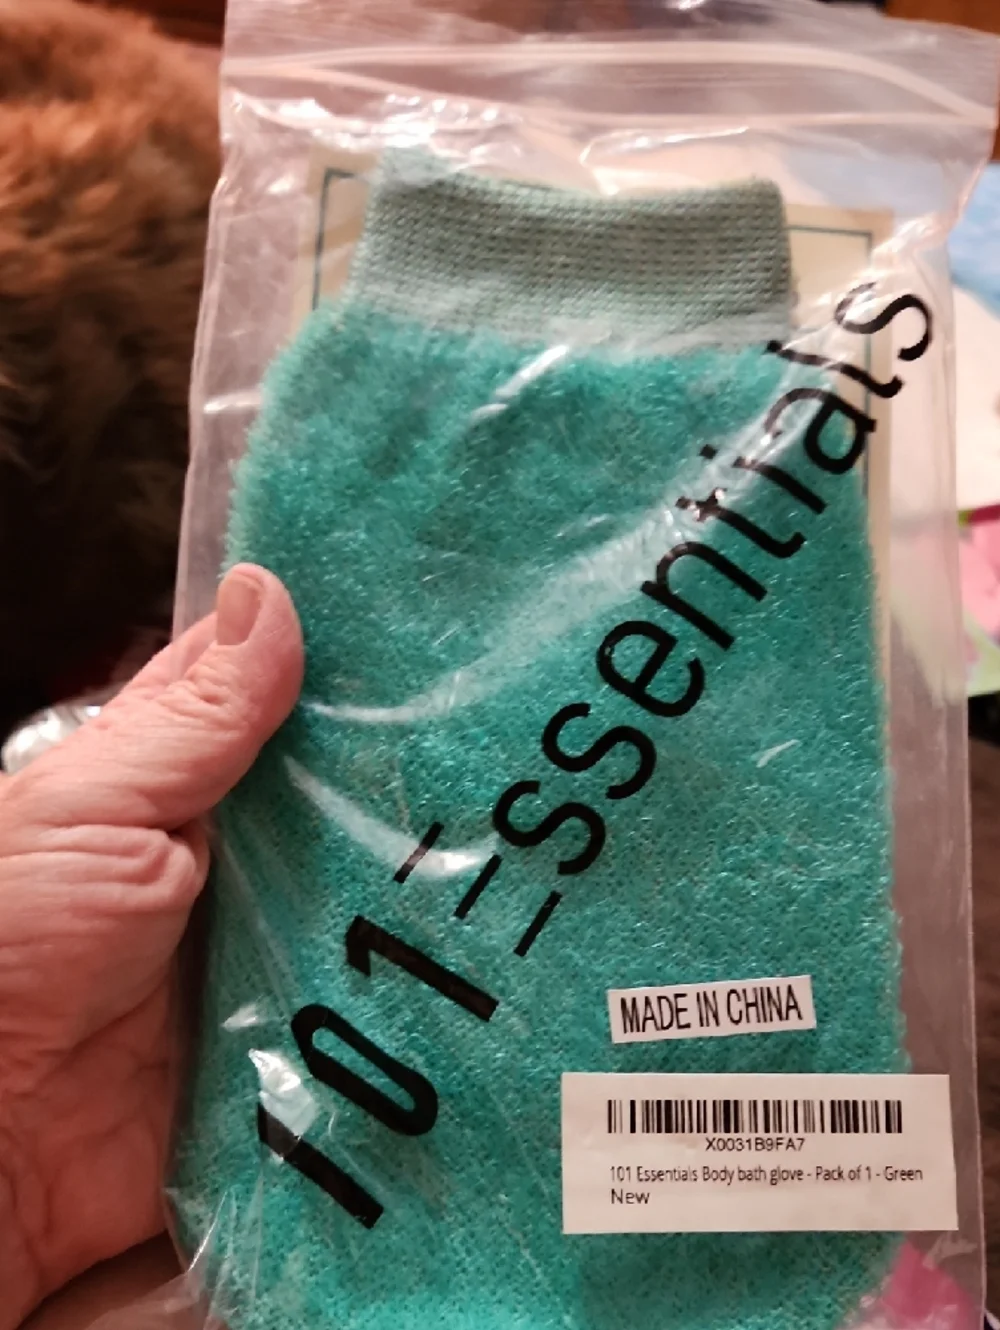 101 Essentials
MADE IN CHINA
X0031B9FA7
101 Essentials Body bath glove - Pack of 1 - Green
New